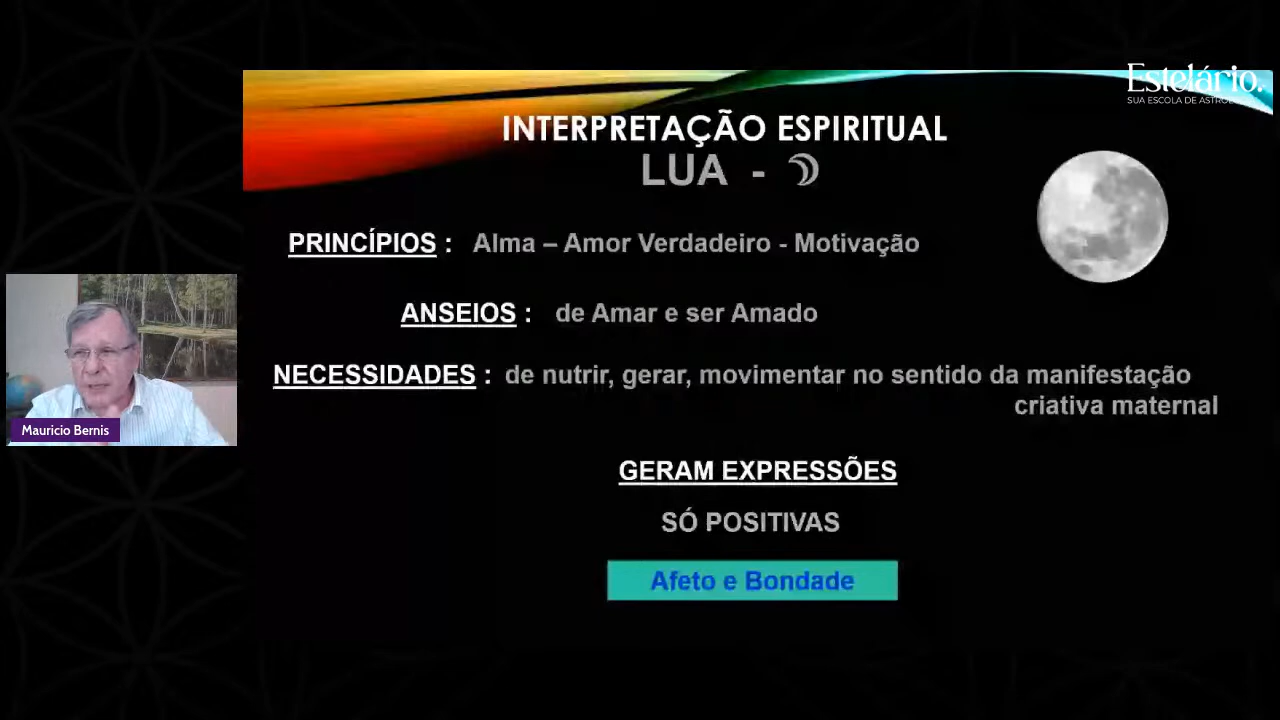 Estelário.
SUA ESCOLA DE
INTERPRETAÇÃO ESPIRITUAL
LUA - ☽
PRINCÍPIOS : Alma – Amor Verdadeiro - Motivação
ANSEIOS : de Amar e ser Amado
NECESSIDADES : de nutrir, gerar, movimentar no sentido da manifestação
criativa maternal
GERAM EXPRESSÕES
SÓ POSITIVAS
Afeto e Bondade
Mauricio Bernis